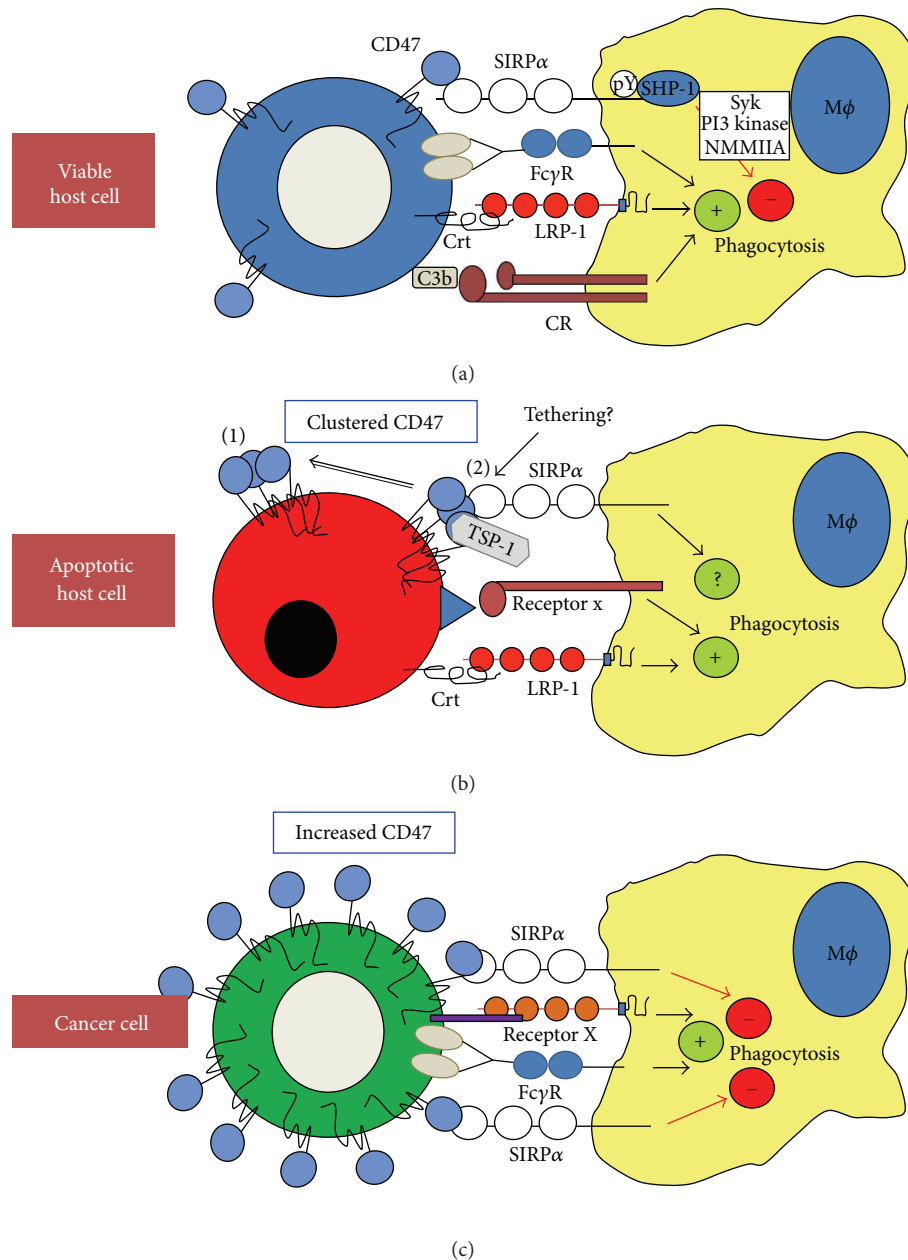 CD47
SIRPα
pY
SHP-1
Syk
PI3 kinase
NMMIIA
Mϕ
Viable
host cell
FcγR
LRP-1
Crt
+
−
Phagocytosis
C3b
CR
(a)
Clustered CD47
Tethering?
(1)
(2)
SIRPα
TSP-1
Mϕ
Apoptotic
host cell
Receptor x
?
Phagocytosis
+
Crt
LRP-1
(b)
Increased CD47
SIRPα
Mϕ
Cancer cell
Receptor X
−
+
Phagocytosis
FcγR
−
SIRPα
(c)